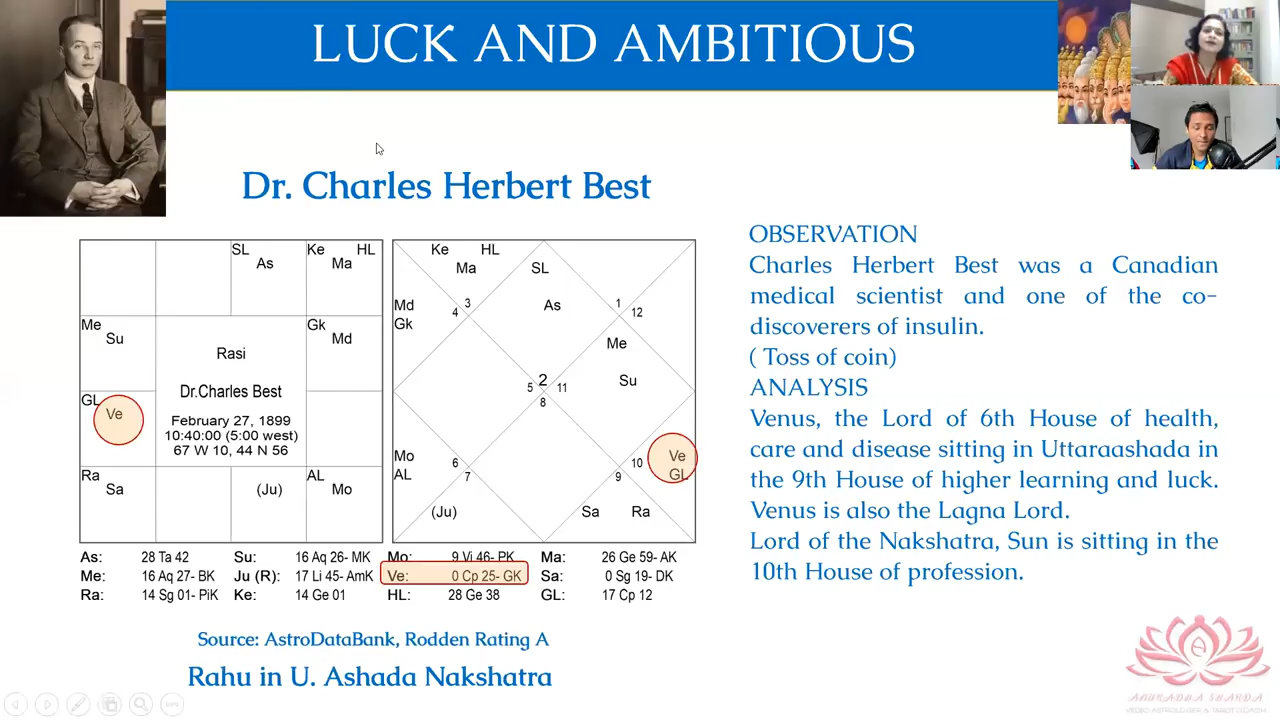 LUCK AND AMBITIOUS
Dr. Charles Herbert Best
SL
As
Ke HL
Ma
Me
Su
Gk
Md
Rasi
Dr.Charles Best
February 27, 1899
10:40:00 (5:00 west)
67 W 10, 44 N 56
GL
Ve
Ra
Sa
(Ju)
AL
Mo
Ke HL
Ma
SL
Md
Gk
4 3
As
1
12
Me
Su
5 2 11
8
Mo
AL
6
7
10
9
Ve
GL
(Ju)
Sa Ra
As: 28 Ta 42 Su: 16 Aq 26- MK Mo: 9 Vi 46- PK Ma: 26 Ge 59- AK
Me: 16 Aq 27- BK Ju (R): 17 Li 45- AmK Ve: 0 Cp 25- GK Sa: 0 Sg 19- DK
Ra: 14 Sg 01- PiK Ke: 14 Ge 01 HL: 28 Ge 38 GL: 17 Cp 12
Source: AstroDataBank, Rodden Rating A
Rahu in U. Ashada Nakshatra
OBSERVATION
Charles Herbert Best was a Canadian
medical scientist and one of the co-
discoverers of insulin.
( Toss of coin)
ANALYSIS
Venus, the Lord of 6th House of health,
care and disease sitting in Uttaraashada in
the 9th House of higher learning and luck.
Venus is also the Lagna Lord.
Lord of the Nakshatra, Sun is sitting in the
10th House of profession.
ANURADHA SHARDA